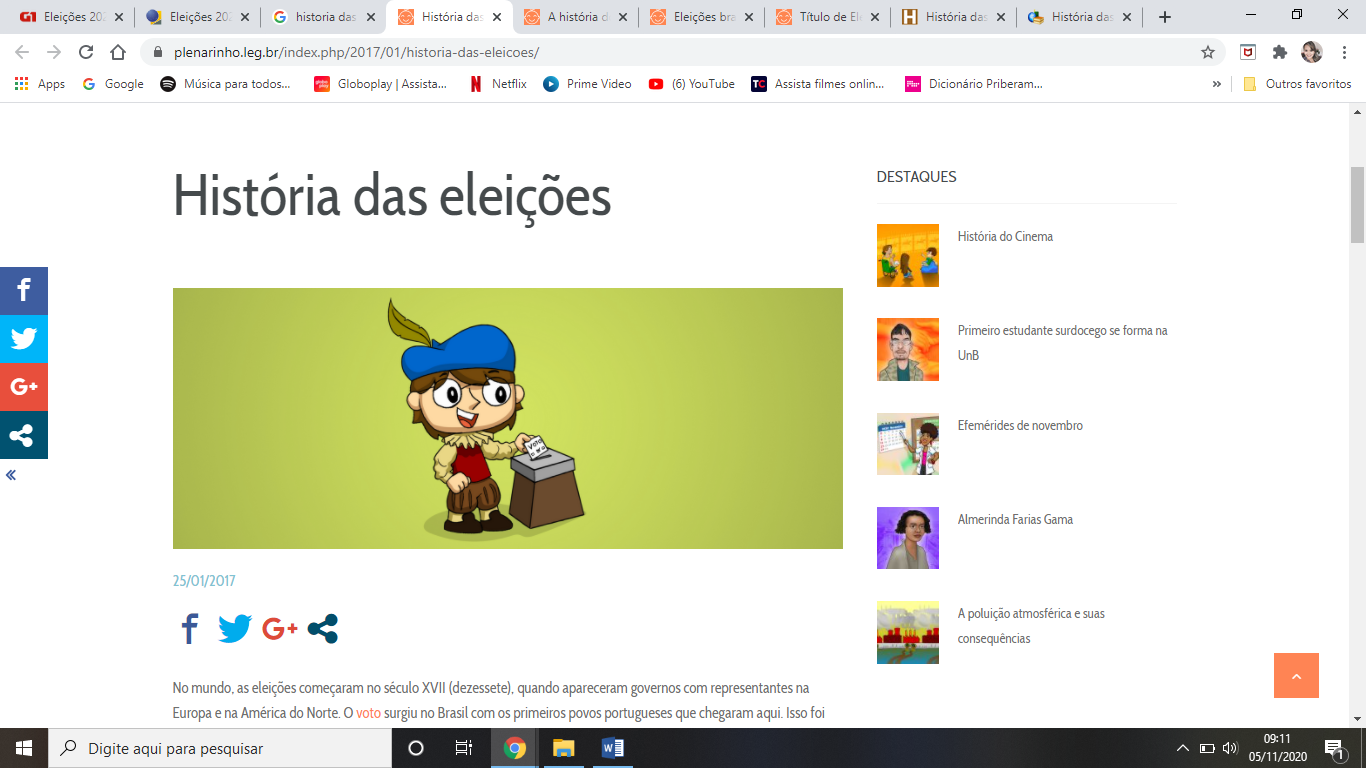 Eleições 202
Eleições 202
historia das
História das
A história d
Eleições bra
Título de Ele
História das
História das
plenarinho.leg.br/index.php/2017/01/historia-das-eleicoes/
Apps
Google
Música para todos...
Globoplay | Assista...
Netflix
Prime Video
(6) YouTube
Assista filmes onlin...
Dicionário Priberam...
»
Outros favoritos
História das eleições
VOTO
25/01/2017
No mundo, as eleições começaram no século XVII (dezessete), quando apareceram governos com representantes na
Europa e na América do Norte. O voto surgiu no Brasil com os primeiros povos portugueses que chegaram aqui. Isso foi
DESTAQUES
História do Cinema
Primeiro estudante surdocego se forma na
UnB
Efemérides de novembro
Almerinda Farias Gama
A poluição atmosférica e suas
consequências
Digite aqui para pesquisar
09:11
05/11/2020
1